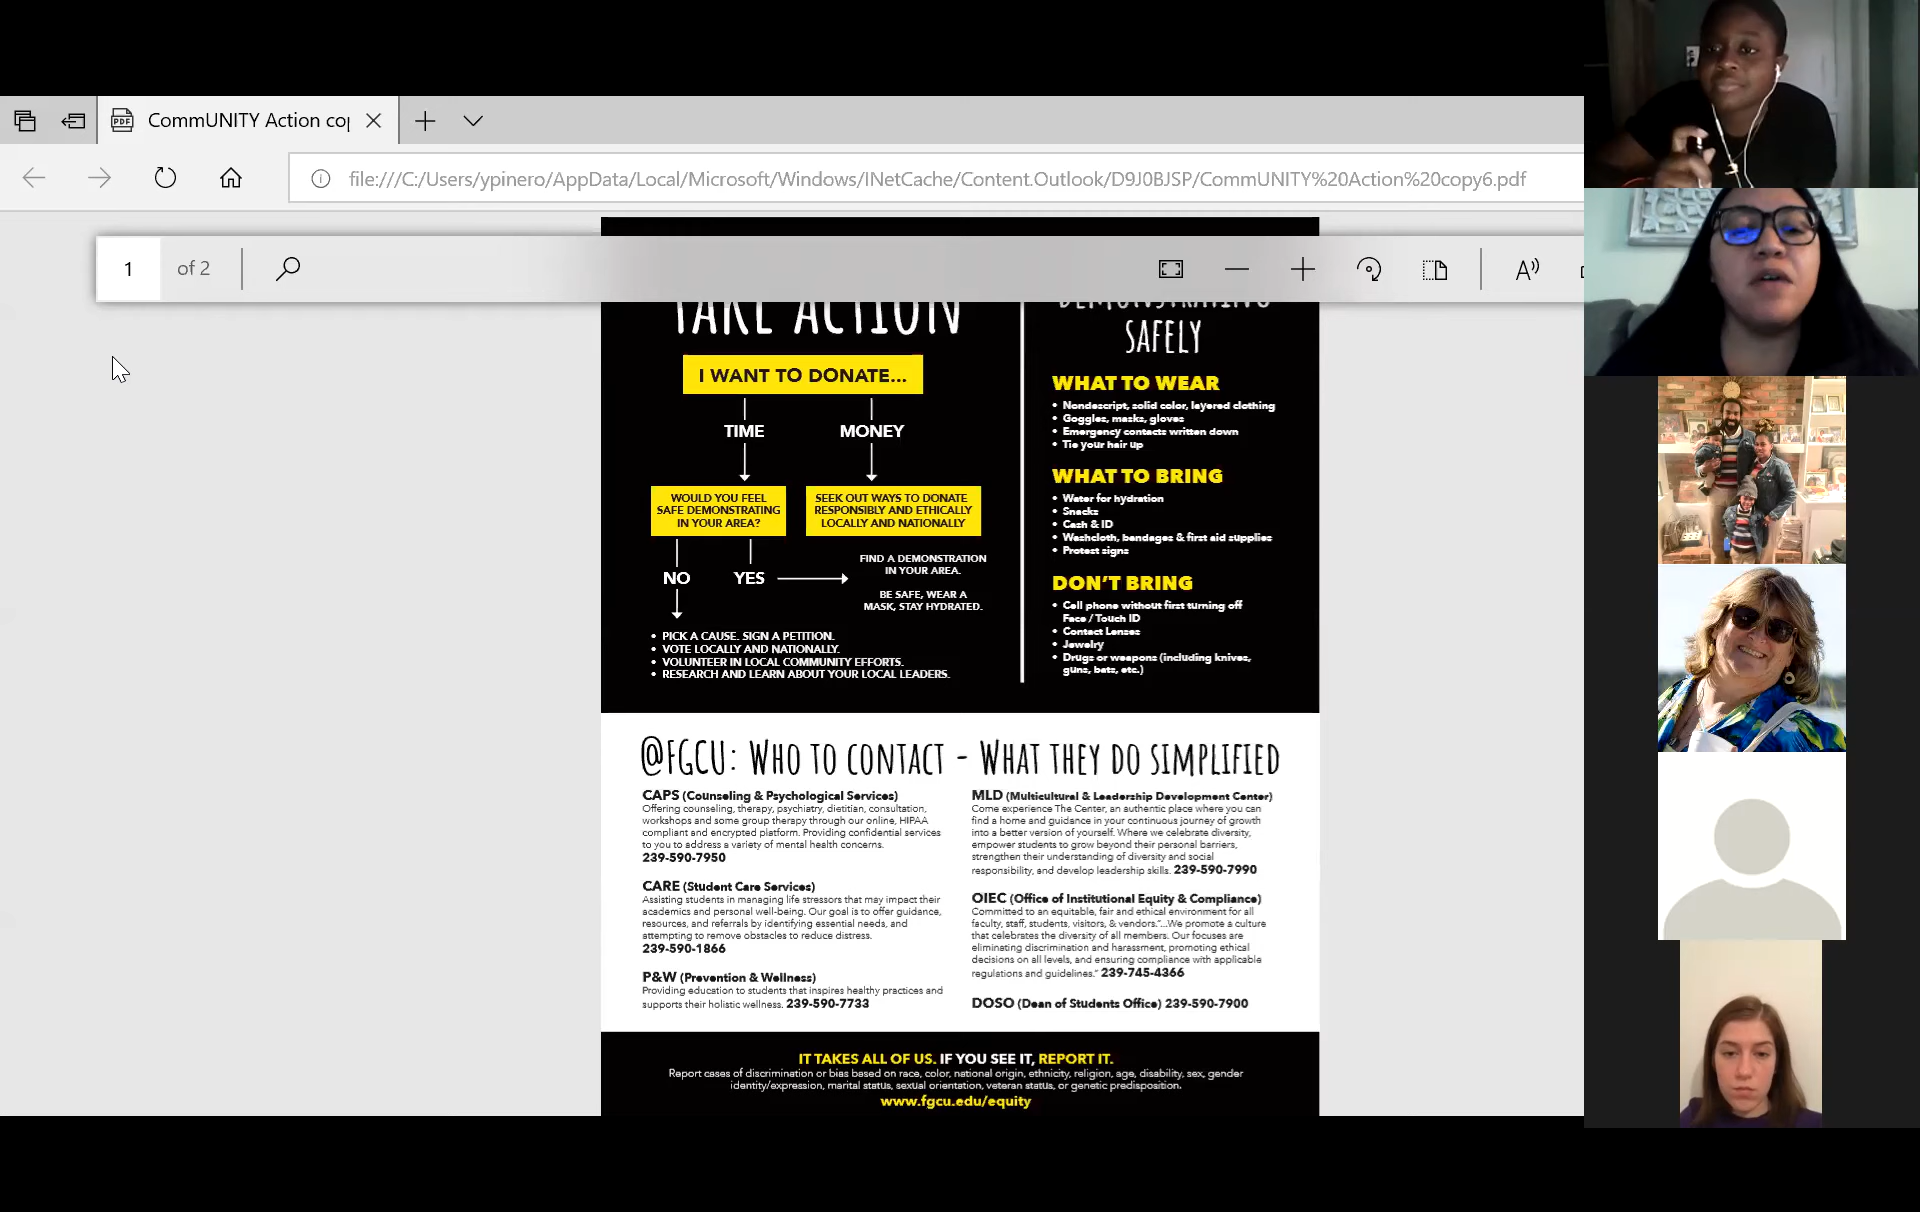 CommUNITY Action cop
file:///C:/Users/ypinero/AppData/Local/Microsoft/Windows/INetCache/Content.Outlook/D9J0BJSP/CommUNITY%20Action%20copy6.pdf
1 of 2
TAKE ACTION
I WANT TO DONATE...
TIME
MONEY
WOULD YOU FEEL
SAFE DEMONSTRATING
IN YOUR AREA?
SEEK OUT WAYS TO DONATE
RESPONSIBLY AND ETHICALLY
LOCALLY AND NATIONALLY
NO
YES
FIND A DEMONSTRATION
IN YOUR AREA.
BE SAFE, WEAR A
MASK, STAY HYDRATED.
• PICK A CAUSE. SIGN A PETITION.
• VOTE LOCALLY AND NATIONALLY.
• VOLUNTEER IN LOCAL COMMUNITY EFFORTS.
• RESEARCH AND LEARN ABOUT YOUR LOCAL LEADERS.
DEMONSTRATING
SAFELY
WHAT TO WEAR
• Nondescript, solid color, layered clothing
• Goggles, masks, gloves
• Emergency contacts written down
• Tie your hair up
WHAT TO BRING
• Water for hydration
• Snacks
• Cash & ID
• Washcloth, bandages & first aid supplies
• Protest signs
DON'T BRING
• Cell phone without first turning off
Face / Touch ID
• Contact Lenses
• Jewelry
• Drugs or weapons (including knives,
guns, bats, etc.)
@FGCU: WHO TO CONTACT - WHAT THEY DO SIMPLIFIED
CAPS (Counseling & Psychological Services)
Offering counseling, therapy, psychiatry, dietitian, consultation,
workshops and some group therapy through our online, HIPAA
compliant and encrypted platform. Providing confidential services
to you to address a variety of mental health concerns.
239-590-7950
CARE (Student Care Services)
Assisting students in managing life stressors that may impact their
academics and personal well-being. Our goal is to offer guidance,
resources, and referrals by identifying essential needs, and
attempting to remove obstacles to reduce distress.
239-590-1866
P&W (Prevention & Wellness)
Providing education to students that inspires healthy practices and
supports their holistic wellness. 239-590-7733
MLD (Multicultural & Leadership Development Center)
Come experience The Center, an authentic place where you can
find a home and guidance in your continuous journey of growth
into a better version of yourself. Where we celebrate diversity,
empower students to grow beyond their personal barriers,
strengthen their understanding of diversity and social
responsibility, and develop leadership skills. 239-590-7990
OIEC (Office of Institutional Equity & Compliance)
Committed to an equitable, fair and ethical environment for all
faculty, staff, students, visitors, & vendors."...We promote a culture
that celebrates the diversity of all members. Our focuses are
eliminating discrimination and harassment, promoting ethical
decisions on all levels, and ensuring compliance with applicable
regulations and guidelines." 239-745-4366
DOSO (Dean of Students Office) 239-590-7900
IT TAKES ALL OF US. IF YOU SEE IT, REPORT IT.
Report cases of discrimination or bias based on race, color, national origin, ethnicity, religion, age, disability, sex, gender
identity/expression, marital status, sexual orientation, veteran status, or genetic predisposition.
www.fgcu.edu/equity